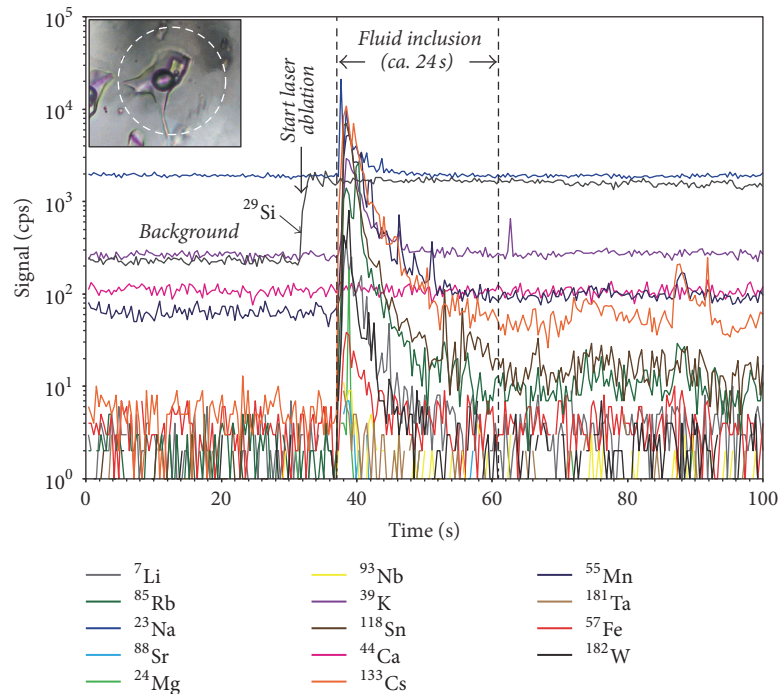 10^5
10^4
10^3
10^2
10^1
10^0
Signal (cps)
Fluid inclusion
(ca. 24 s)
Start laser
ablation
^29Si
Background
0
20
40
60
80
100
Time (s)
^7Li
^85Rb
^23Na
^88Sr
^24Mg
^93Nb
^39K
^118Sn
^44Ca
^133Cs
^55Mn
^181Ta
^57Fe
^182W